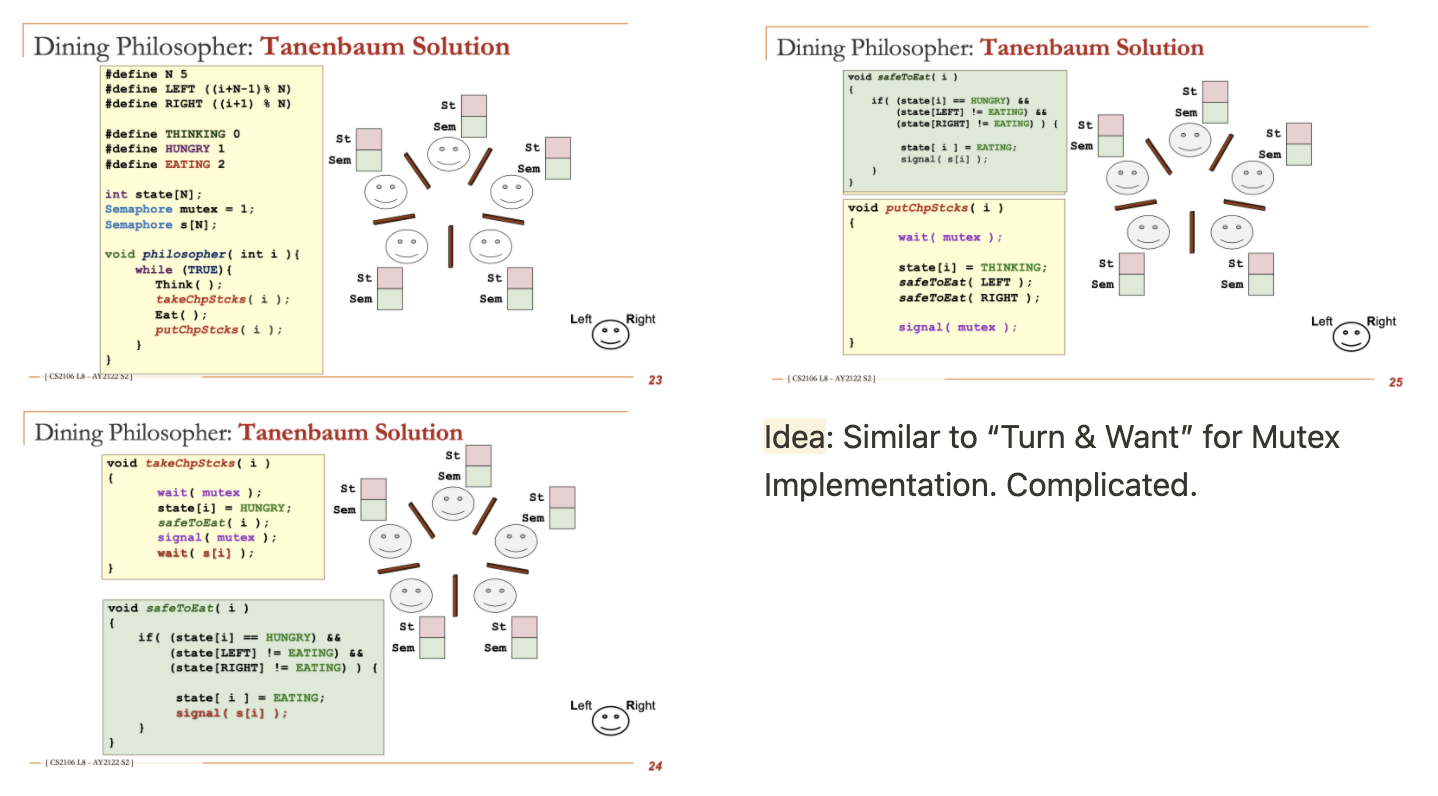 Dining Philosopher: Tanenbaum Solution
#define N 5
#define LEFT ((i+N-1)% N)
#define RIGHT ((i+1) % N)
#define THINKING 0
#define HUNGRY 1
#define EATING 2
int state[N];
Semaphore mutex = 1;
Semaphore s[N];
void philosopher( int i ){
while (TRUE){
Think( );
takeChpStcks( i );
Eat( );
putChpStcks( i );
}
}
St
Sem
St
Sem
St
Sem
St
Sem
St
Sem
Left Right
[ CS2106 L8 - AY2122 S2 ]
23
Dining Philosopher: Tanenbaum Solution
void safeToEat( i )
{
if( (state[i] == HUNGRY) &&
(state[LEFT] != EATING) &&
(state[RIGHT] != EATING) ) {
state[ i ] = EATING;
signal( s[i] );
}
}
void putChpStcks( i )
{
wait( mutex );
state[i] = THINKING;
safeToEat( LEFT );
safeToEat( RIGHT );
signal( mutex );
}
St
Sem
St
Sem
St
Sem
St
Sem
St
Sem
Left Right
[ CS2106 L8 - AY2122 S2 ]
25
Dining Philosopher: Tanenbaum Solution
void takeChpStcks( i )
{
wait( mutex );
state[i] = HUNGRY;
safeToEat( i );
signal( mutex );
wait( s[i] );
}
void safeToEat( i )
{
if( (state[i] == HUNGRY) &&
(state[LEFT] != EATING) &&
(state[RIGHT] != EATING) ) {
state[ i ] = EATING;
signal( s[i] );
}
}
St
Sem
St
Sem
St
Sem
St
Sem
St
Sem
Left Right
[ CS2106 L8 - AY2122 S2 ]
24
Idea: Similar to “Turn & Want” for Mutex
Implementation. Complicated.